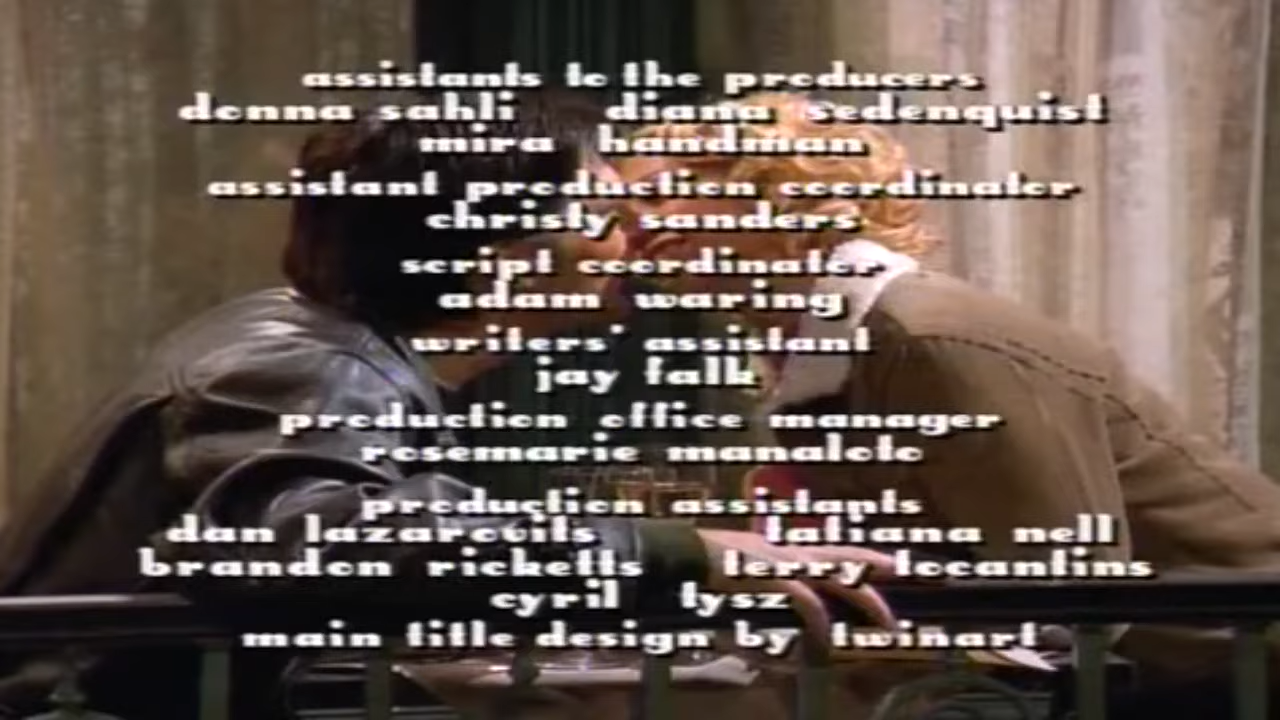 assistants to the producers
donna sahli diana sedenquist
mira handman
assistant production coordinator
christy sanders
script coordinator
adam waring
writers' assistant
jay falk
production office manager
rosemarie manaloto
production assistants
dan lazarovits tatiana nell
brandon ricketts terry tocantins
cyril tysz
main title design by twinart